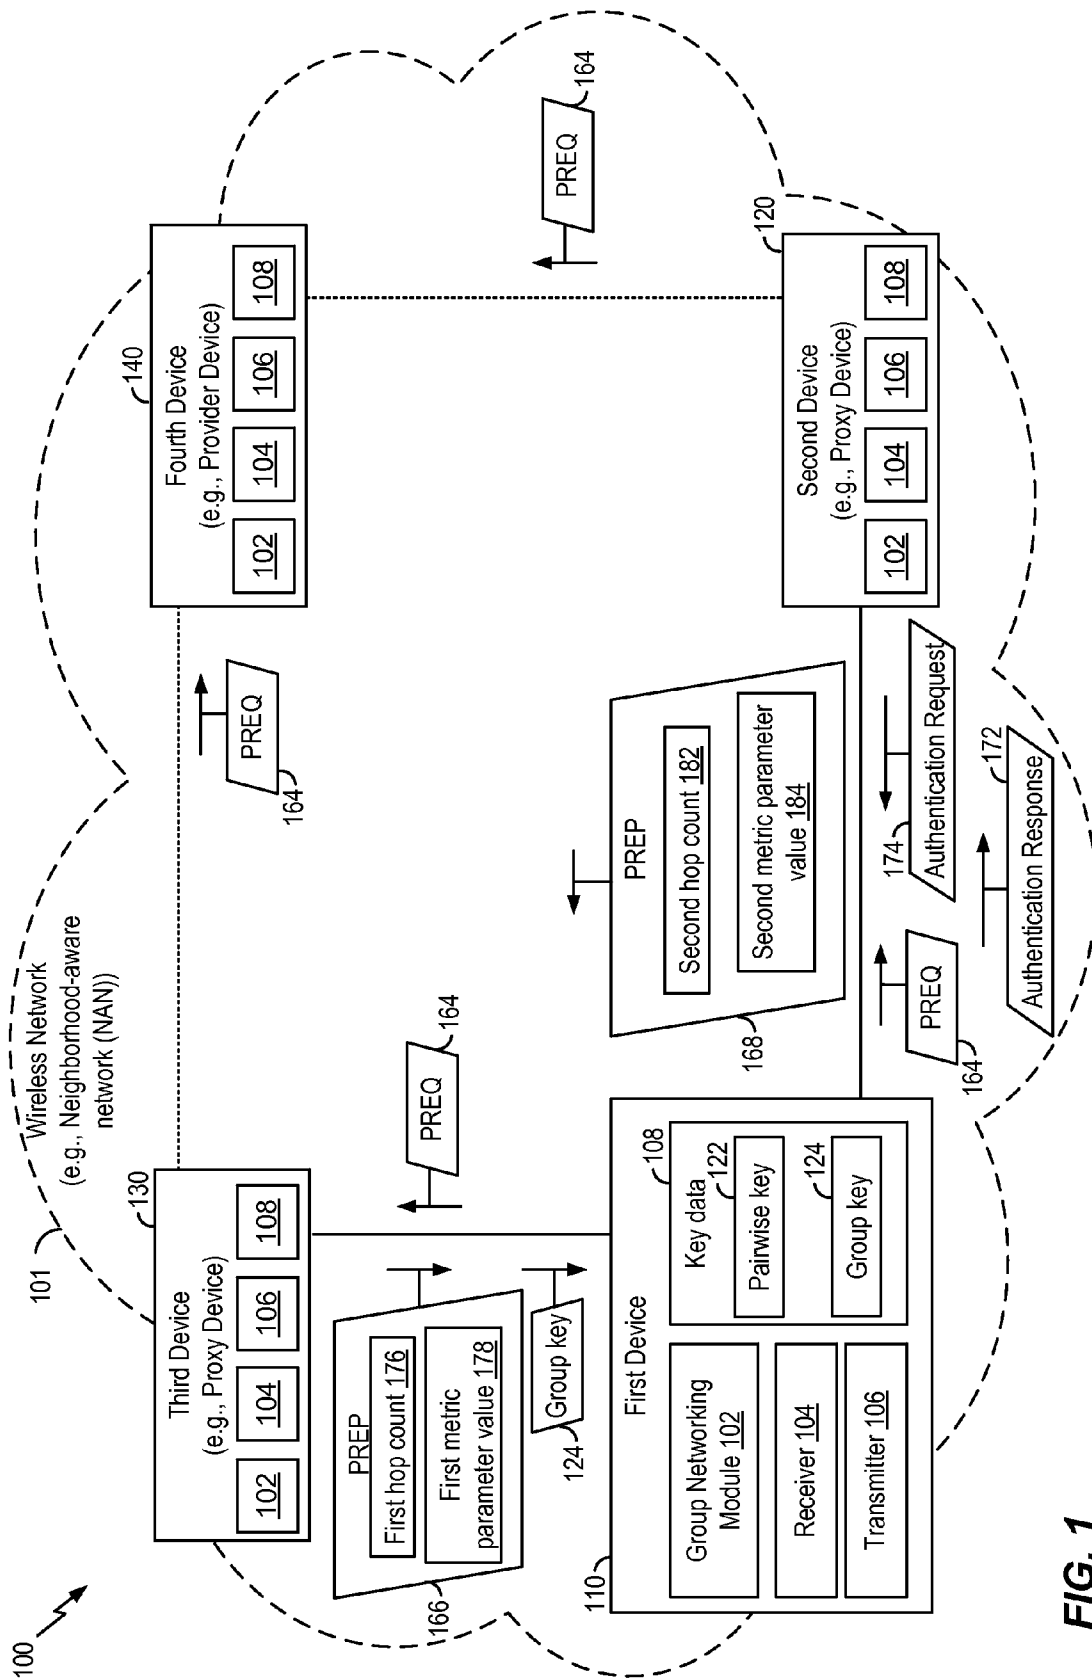 100
101
Wireless Network
(e.g., Neighborhood-aware
network (NAN))
130
Third Device
(e.g., Proxy Device)
102
104
106
108
140
Fourth Device
(e.g., Provider Device)
102
104
106
108
PREQ
164
PREP
First hop count 176
First metric
parameter value 178
166
Group key
124
PREQ
164
PREQ
164
110
First Device
Group Networking
Module 102
Receiver 104
Transmitter 106
108
Key data
122
Pairwise key
124
Group key
PREP
Second hop count 182
Second metric parameter
value 184
168
120
Second Device
(e.g., Proxy Device)
102
104
106
108
174
Authentication Request
PREQ
164
172
Authentication Response
FIG. 1